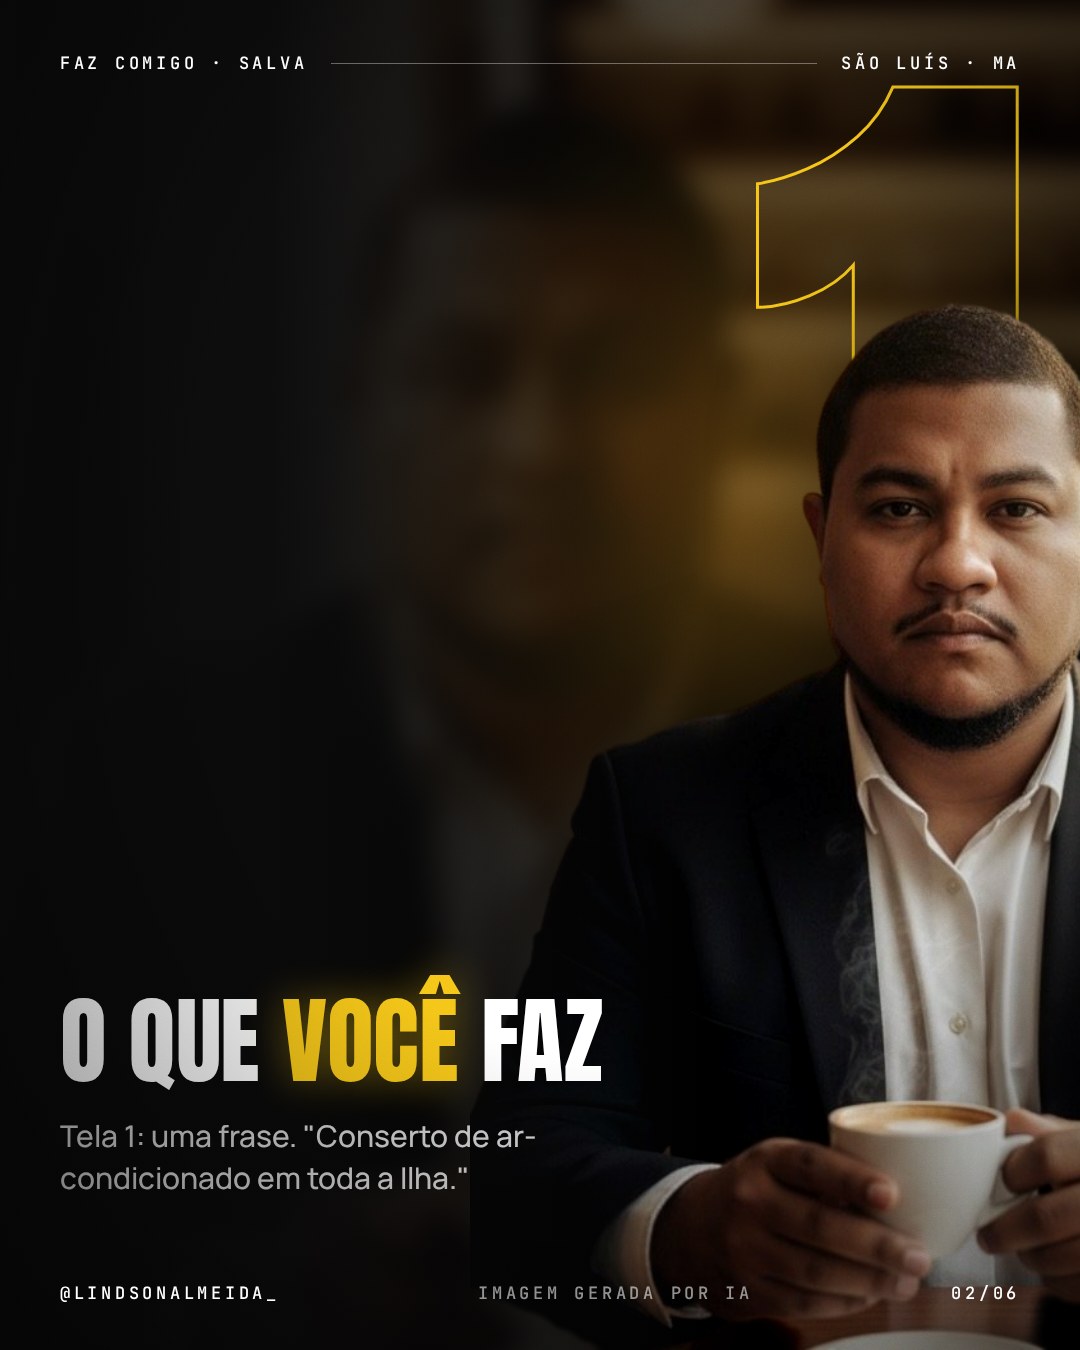 FAZ COMIGO · SALVA
SÃO LUÍS · MA
1
O QUE VOCÊ FAZ
Tela 1: uma frase. "Conserto de ar-
condicionado em toda a Ilha."
@LINDSONALMEIDA_
IMAGEM GERADA POR IA
02/06